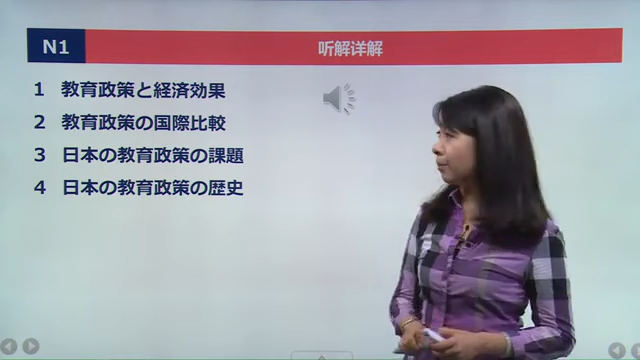 N1 听解详解
1 教育政策と経済効果
2 教育政策の国際比較
3 日本の教育政策の課題
4 日本の教育政策の歴史